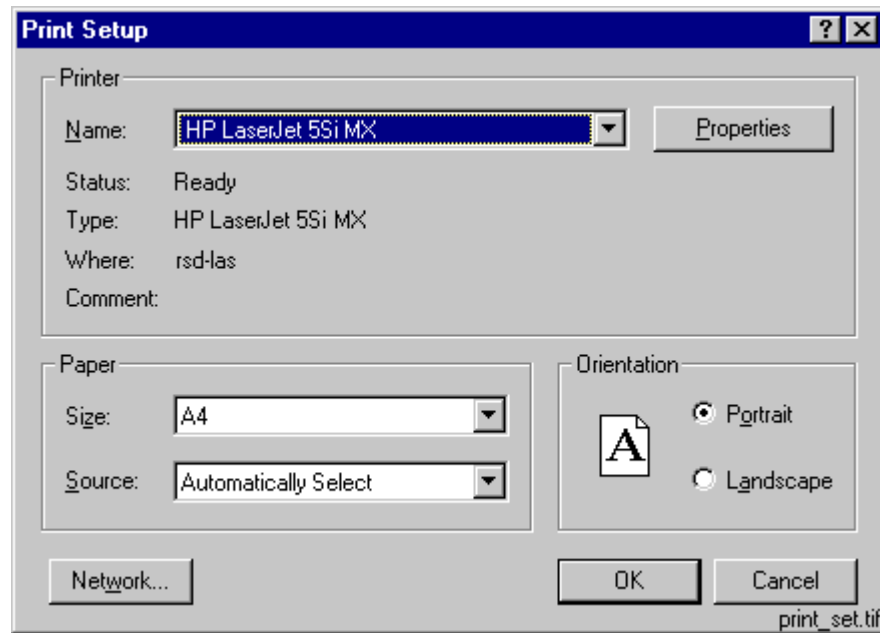 Print Setup
Printer
Name: HP LaserJet 5Si MX Properties
Status: Ready
Type: HP LaserJet 5Si MX
Where: rsd-las
Comment:
Paper
Size: A4
Source: Automatically Select
Orientation
A
Portrait
Landscape
Network... OK Cancel
print_set.tif